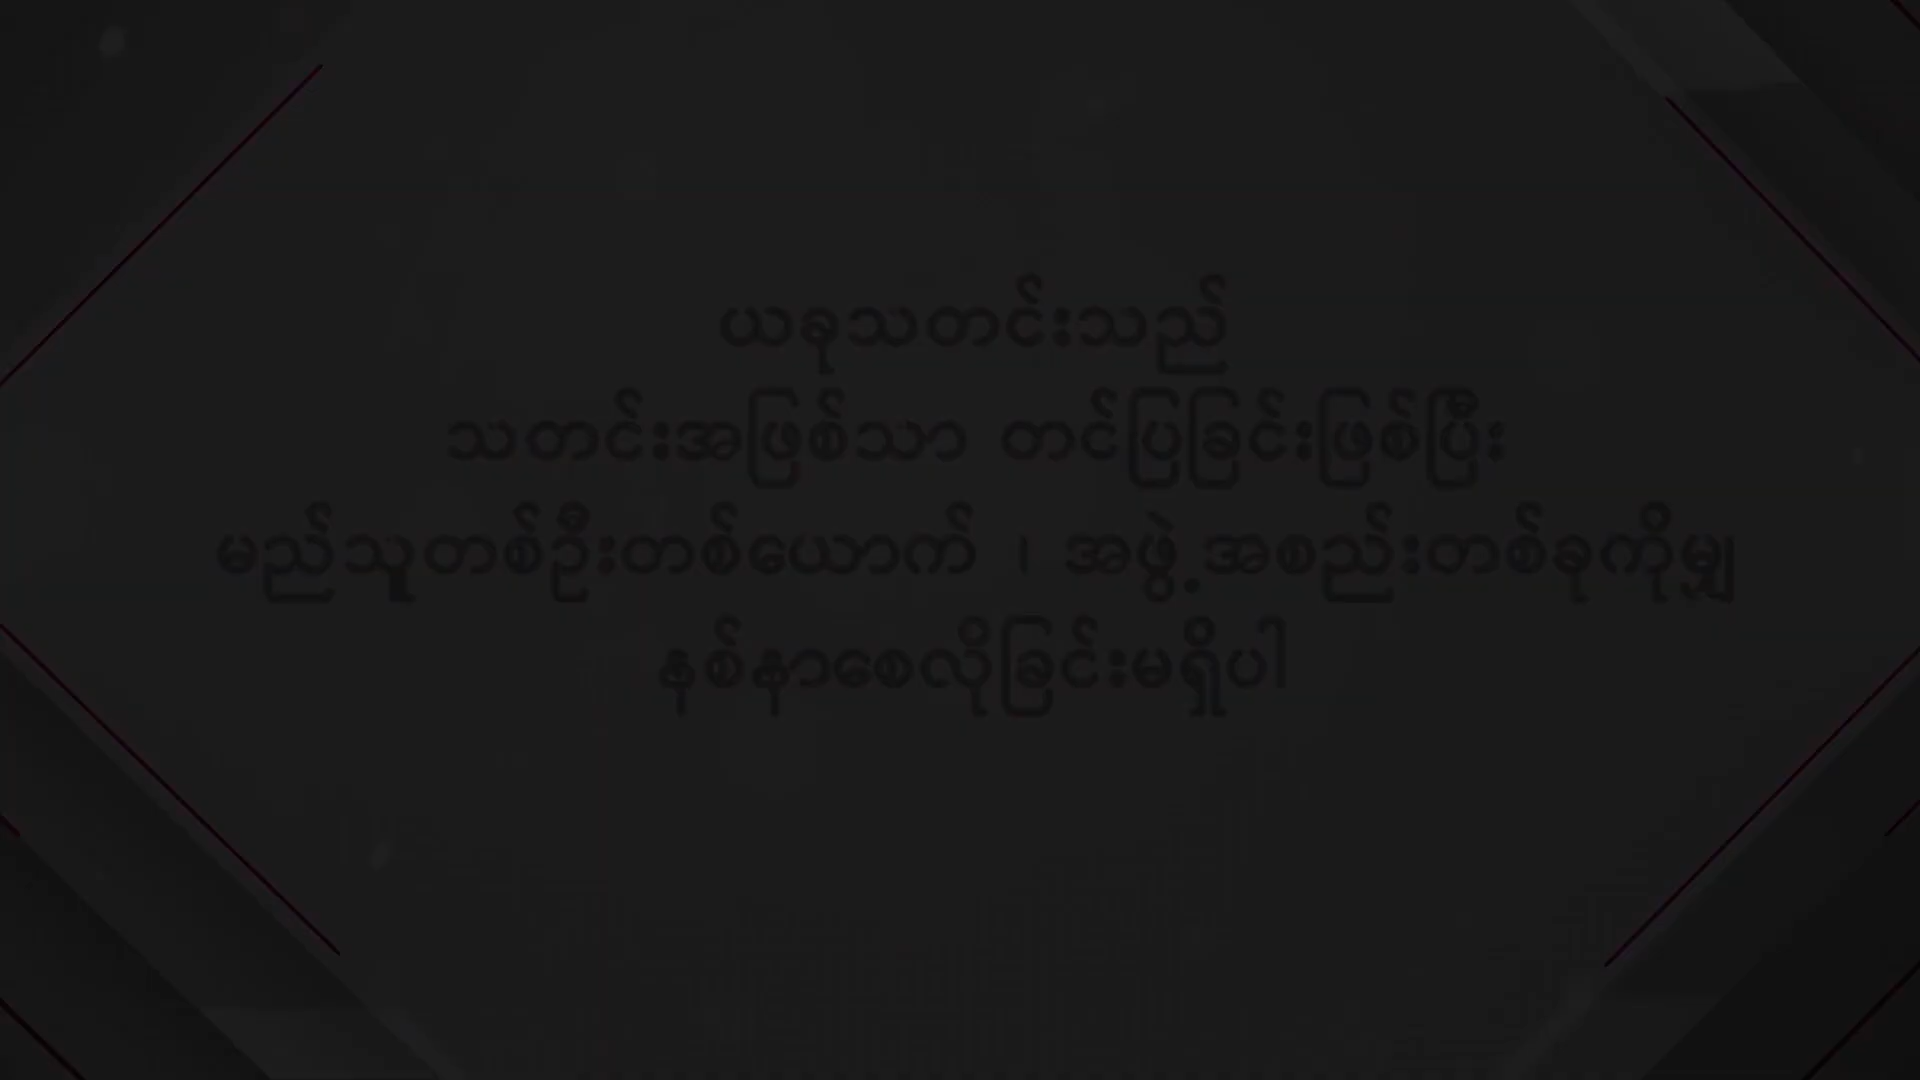 ယခုသတင်းသည်
သတင်းအဖြစ်သာ တင်ပြခြင်းဖြစ်ပြီး
မည်သူတစ်ဦးတစ်ယောက် ၊ အဖွဲ့အစည်းတစ်ခုကိုမျှ
နစ်နာစေလိုခြင်းမရှိပါ